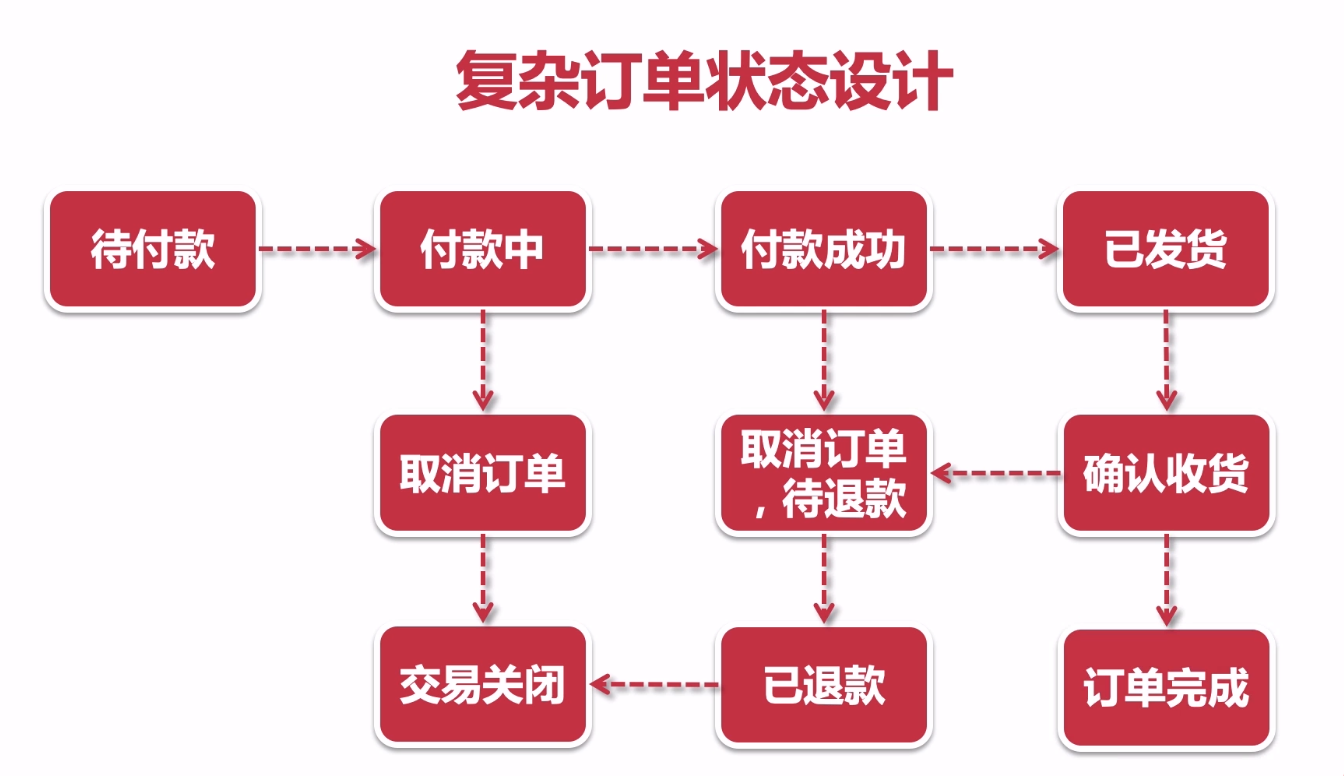 复杂订单状态设计
待付款
付款中
付款成功
已发货
取消订单
取消订单
，待退款
确认收货
交易关闭
已退款
订单完成